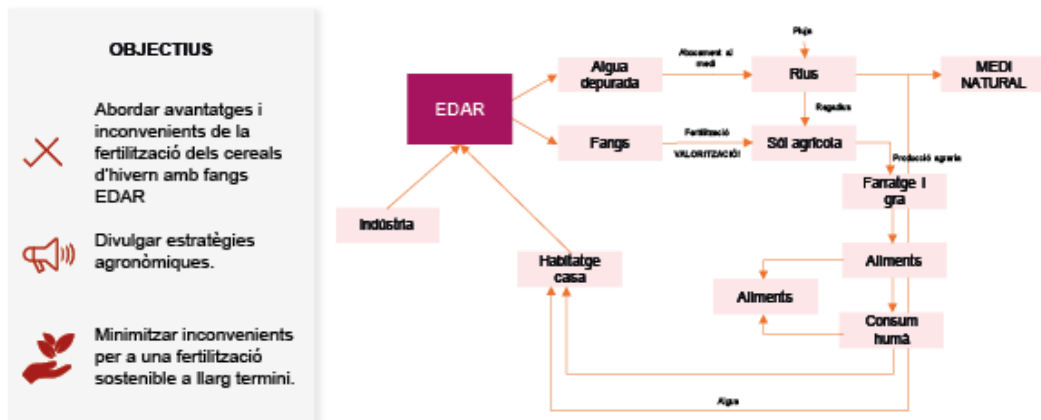 OBJECTIUS
Abordar avantatges i
inconvenients de la
fertilització dels cereals
d'hivern amb fangs
EDAR
Divulgar estratègies
agronòmiques.
Minimitzar inconvenients
per a una fertilització
sostenible a llarg termini.
EDAR
Indústria
Aigua
depurada
Fangs
Abocament al
medi
Fertilització
VALORITZACIÓ!
Pluja
Rius
Regadius
Sòl agrícola
MEDI
NATURAL
Producció agrària
Farratge i
gra
Aliments
Aliments
Consum
humà
Habitatge
casa
Aigua